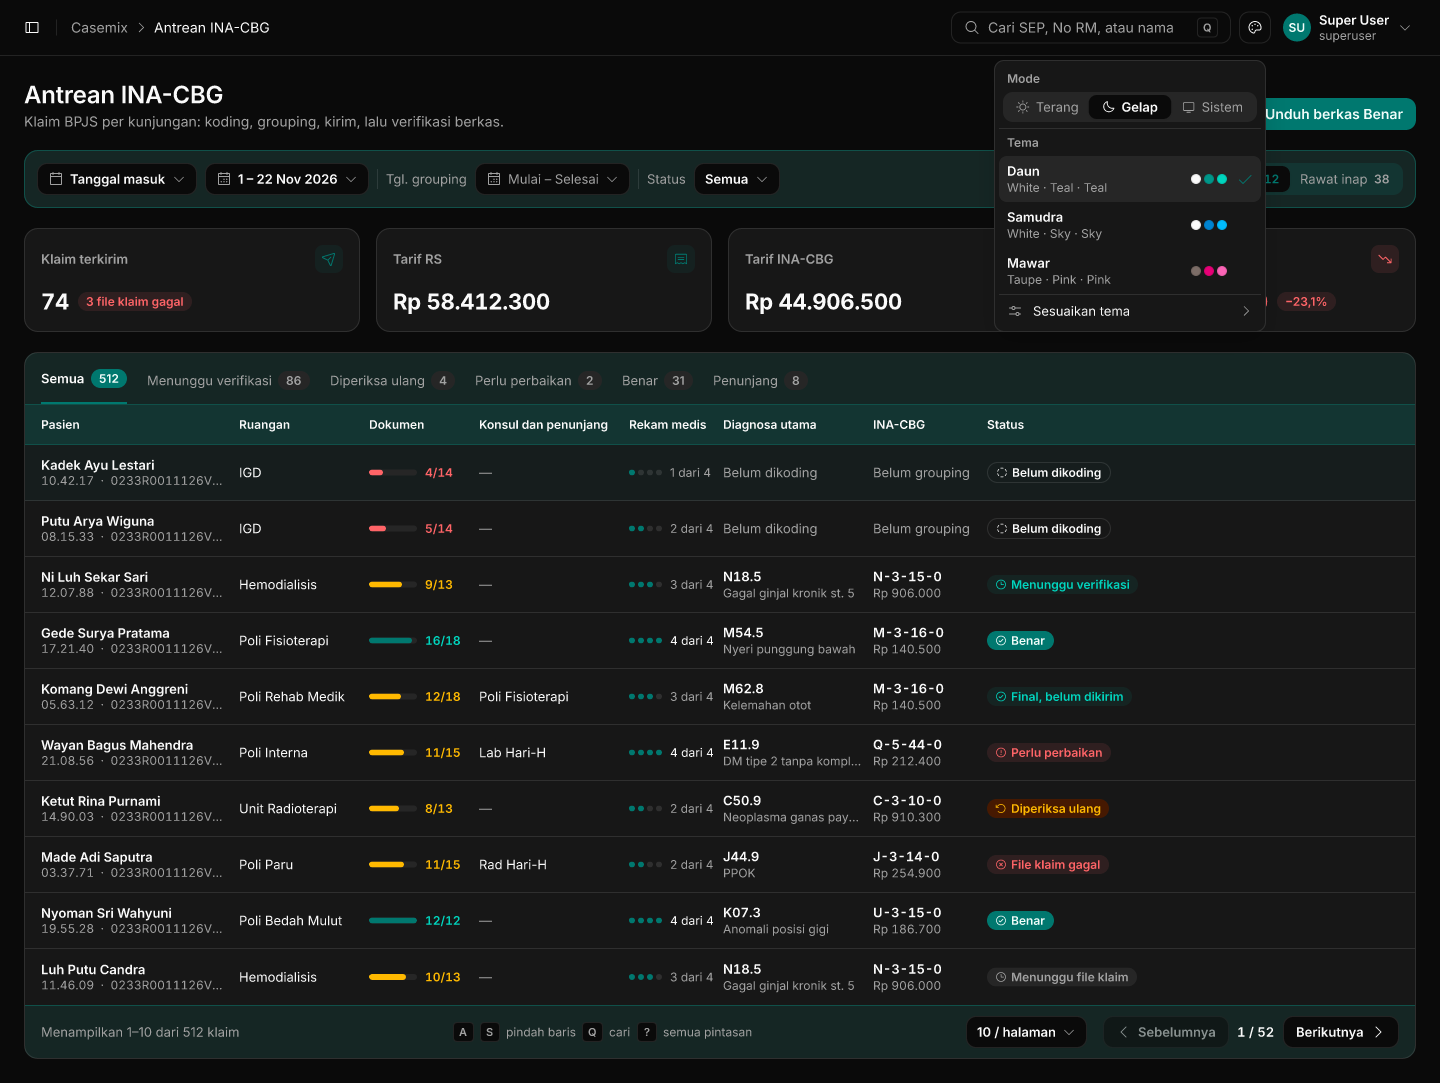 Casemix > Antrean INA-CBG
Cari SEP, No RM, atau nama Q
SU Super User
superuser
Antrean INA-CBG
Klaim BPJS per kunjungan: koding, grouping, kirim, lalu verifikasi berkas.
Unduh berkas Benar
Mode
Terang Gelap Sistem
Tema
Daun
White · Teal · Teal
Samudra
White · Sky · Sky
Mawar
Taupe · Pink · Pink
Sesuaikan tema
Tanggal masuk 1 – 22 Nov 2026 Tgl. grouping Mulai – Selesai Status Semua
12 Rawat inap 38
Klaim terkirim
74 3 file klaim gagal
Tarif RS
Rp 58.412.300
Tarif INA-CBG
Rp 44.906.500
−23,1%
Semua 512 Menunggu verifikasi 86 Diperiksa ulang 4 Perlu perbaikan 2 Benar 31 Penunjang 8
Pasien Ruangan Dokumen Konsul dan penunjang Rekam medis Diagnosa utama INA-CBG Status
Kadek Ayu Lestari IGD 4/14 — 1 dari 4 Belum dikoding Belum grouping Belum dikoding
10.42.17 · 0233R0011126V...
Putu Arya Wiguna IGD 5/14 — 2 dari 4 Belum dikoding Belum grouping Belum dikoding
08.15.33 · 0233R0011126V...
Ni Luh Sekar Sari Hemodialisis 9/13 — 3 dari 4 N18.5 N-3-15-0 Menunggu verifikasi
12.07.88 · 0233R0011126V... Gagal ginjal kronik st. 5 Rp 906.000
Gede Surya Pratama Poli Fisioterapi 16/18 — 4 dari 4 M54.5 M-3-16-0 Benar
17.21.40 · 0233R0011126V... Nyeri punggung bawah Rp 140.500
Komang Dewi Anggreni Poli Rehab Medik 12/18 Poli Fisioterapi 3 dari 4 M62.8 M-3-16-0 Final, belum dikirim
05.63.12 · 0233R0011126V... Kelemahan otot Rp 140.500
Wayan Bagus Mahendra Poli Interna 11/15 Lab Hari-H 4 dari 4 E11.9 Q-5-44-0 Perlu perbaikan
21.08.56 · 0233R0011126V... DM tipe 2 tanpa kompl... Rp 212.400
Ketut Rina Purnami Unit Radioterapi 8/13 — 2 dari 4 C50.9 C-3-10-0 Diperiksa ulang
14.90.03 · 0233R0011126V... Neoplasma ganas pay... Rp 910.300
Made Adi Saputra Poli Paru 11/15 Rad Hari-H 2 dari 4 J44.9 J-3-14-0 File klaim gagal
03.37.71 · 0233R0011126V... PPOK Rp 254.900
Nyoman Sri Wahyuni Poli Bedah Mulut 12/12 — 4 dari 4 K07.3 U-3-15-0 Benar
19.55.28 · 0233R0011126V... Anomali posisi gigi Rp 186.700
Luh Putu Candra Hemodialisis 10/13 — 3 dari 4 N18.5 N-3-15-0 Menunggu file klaim
11.46.09 · 0233R0011126V... Gagal ginjal kronik st. 5 Rp 906.000
Menampilkan 1–10 dari 512 klaim A S pindah baris Q cari ? semua pintasan 10 / halaman Sebelumnya 1 / 52 Berikutnya